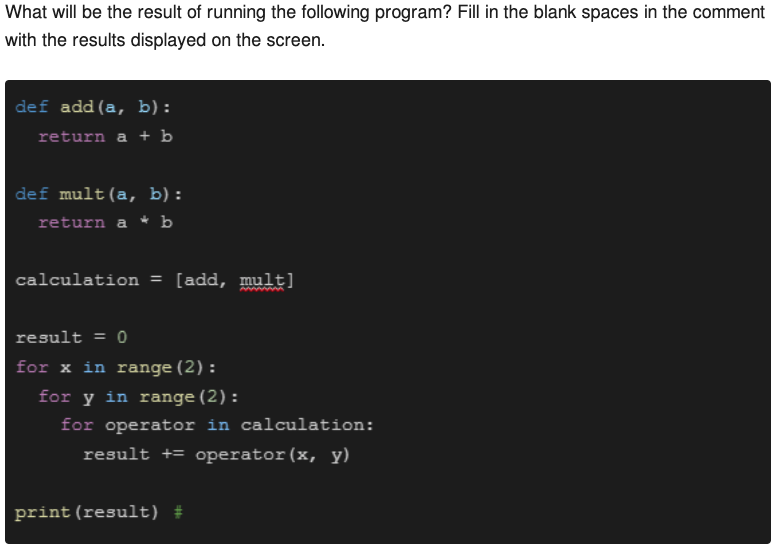 What will be the result of running the following program? Fill in the blank spaces in the comment
with the results displayed on the screen.
def add(a, b):
  return a + b
def mult(a, b):
  return a * b
calculation = [add, mult]
result = 0
for x in range(2):
  for y in range(2):
    for operator in calculation:
      result += operator(x, y)
print(result) #